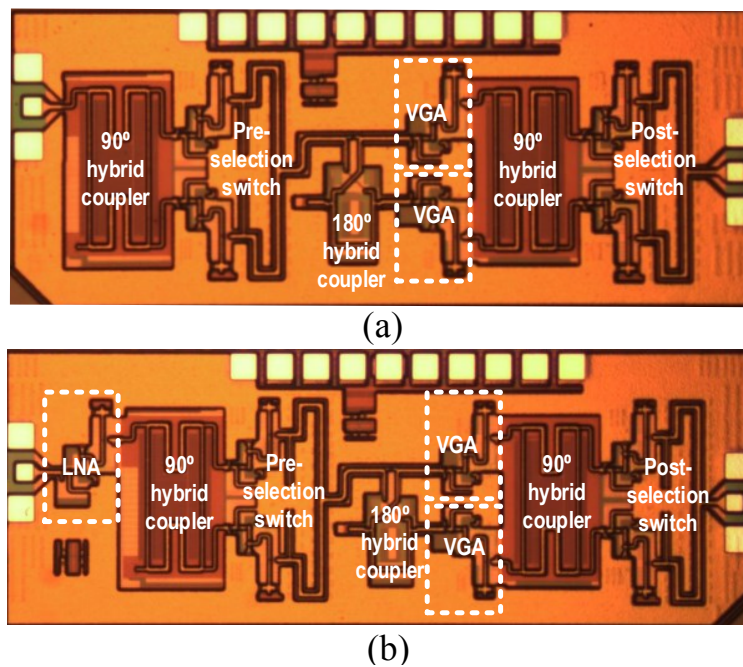 90º
hybrid
coupler
Pre-
selection
switch
180º
hybrid
coupler
VGA
VGA
90º
hybrid
coupler
Post-
selection
switch
(a)
LNA
90º
hybrid
coupler
Pre-
selection
switch
180º
hybrid
coupler
VGA
VGA
90º
hybrid
coupler
Post-
selection
switch
(b)